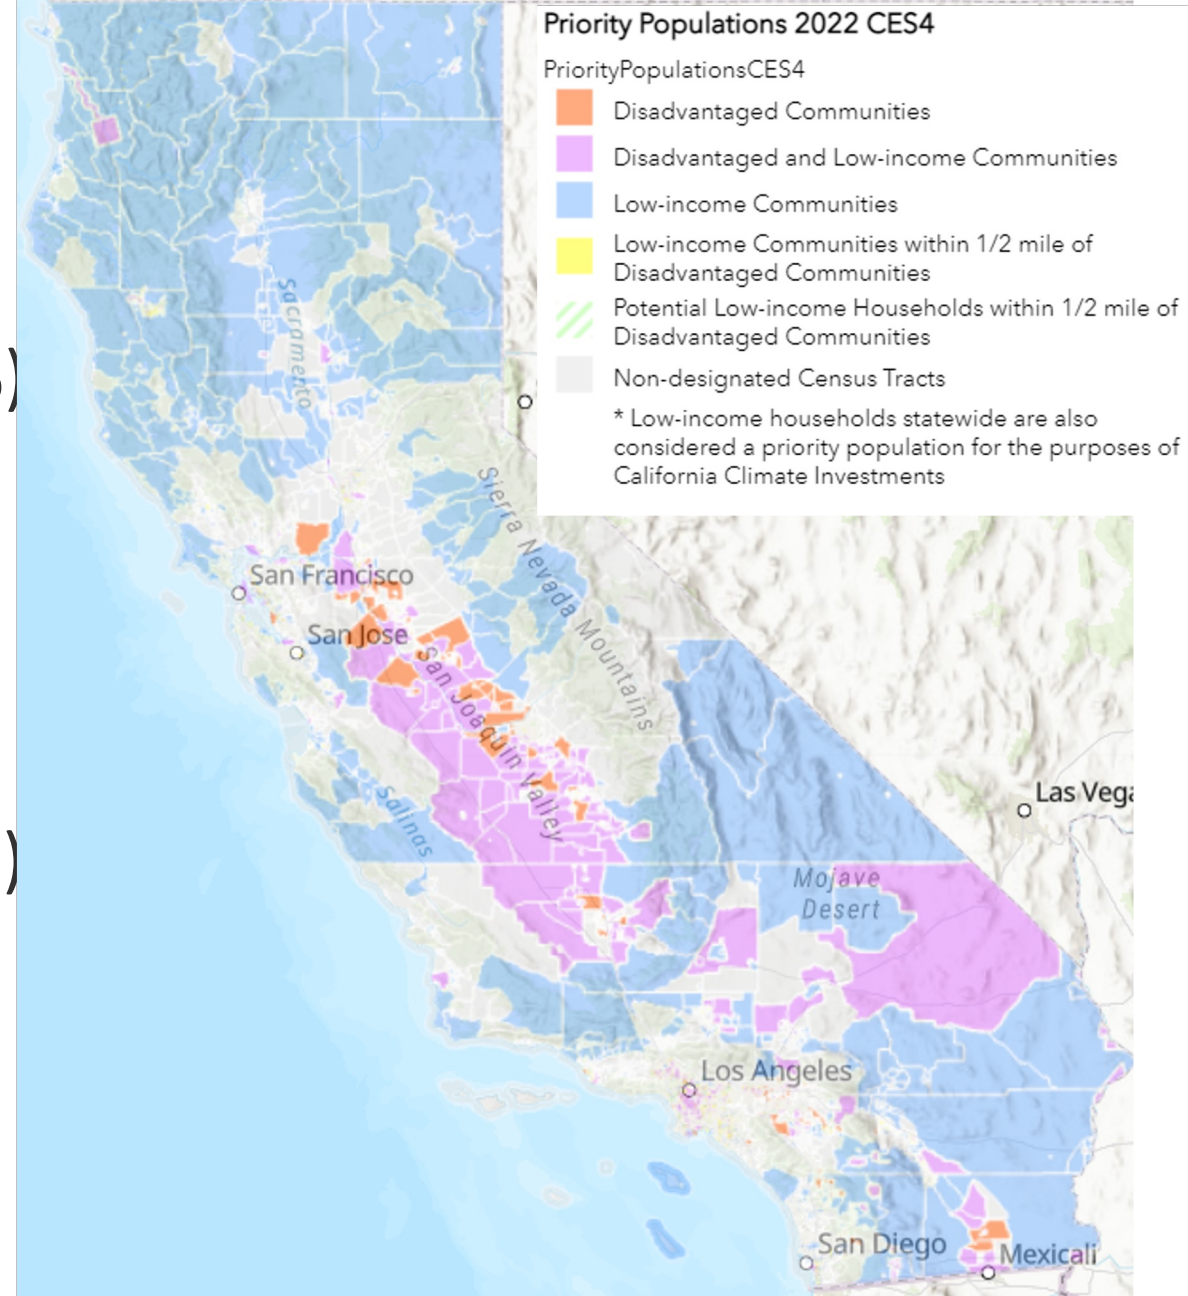 Priority Populations 2022 CES4
PriorityPopulationsCES4
Disadvantaged Communities
Disadvantaged and Low-income Communities
Low-income Communities
Low-income Communities within 1/2 mile of
Disadvantaged Communities
Potential Low-income Households within 1/2 mile of
Disadvantaged Communities
Non-designated Census Tracts
* Low-income households statewide are also
considered a priority population for the purposes of
California Climate Investments
Sacramento
)
Sierra Nevada Mountains
San Francisco
San Jose
San Joaquin Valley
Las Vega
Salinas
)
Mojave
Desert
Los Angeles
San Diego
Mexicali